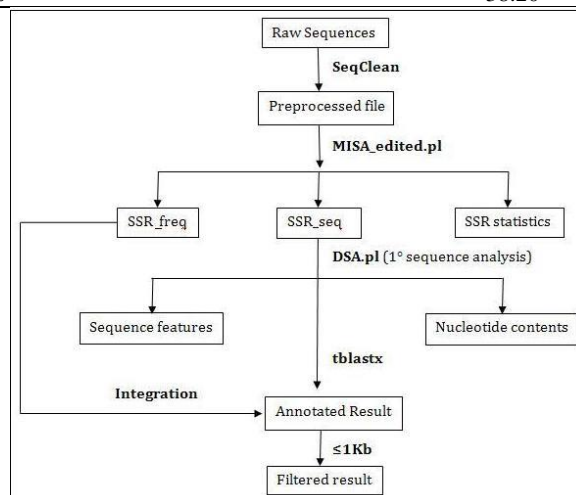 Raw Sequences
SeqClean
Preprocessed file
MISA_edited.pl
SSR_freq
SSR_seq
SSR statistics
DSA.pl (1° sequence analysis)
Sequence features
Nucleotide contents
tblastx
Integration
Annotated Result
≤1Kb
Filtered result